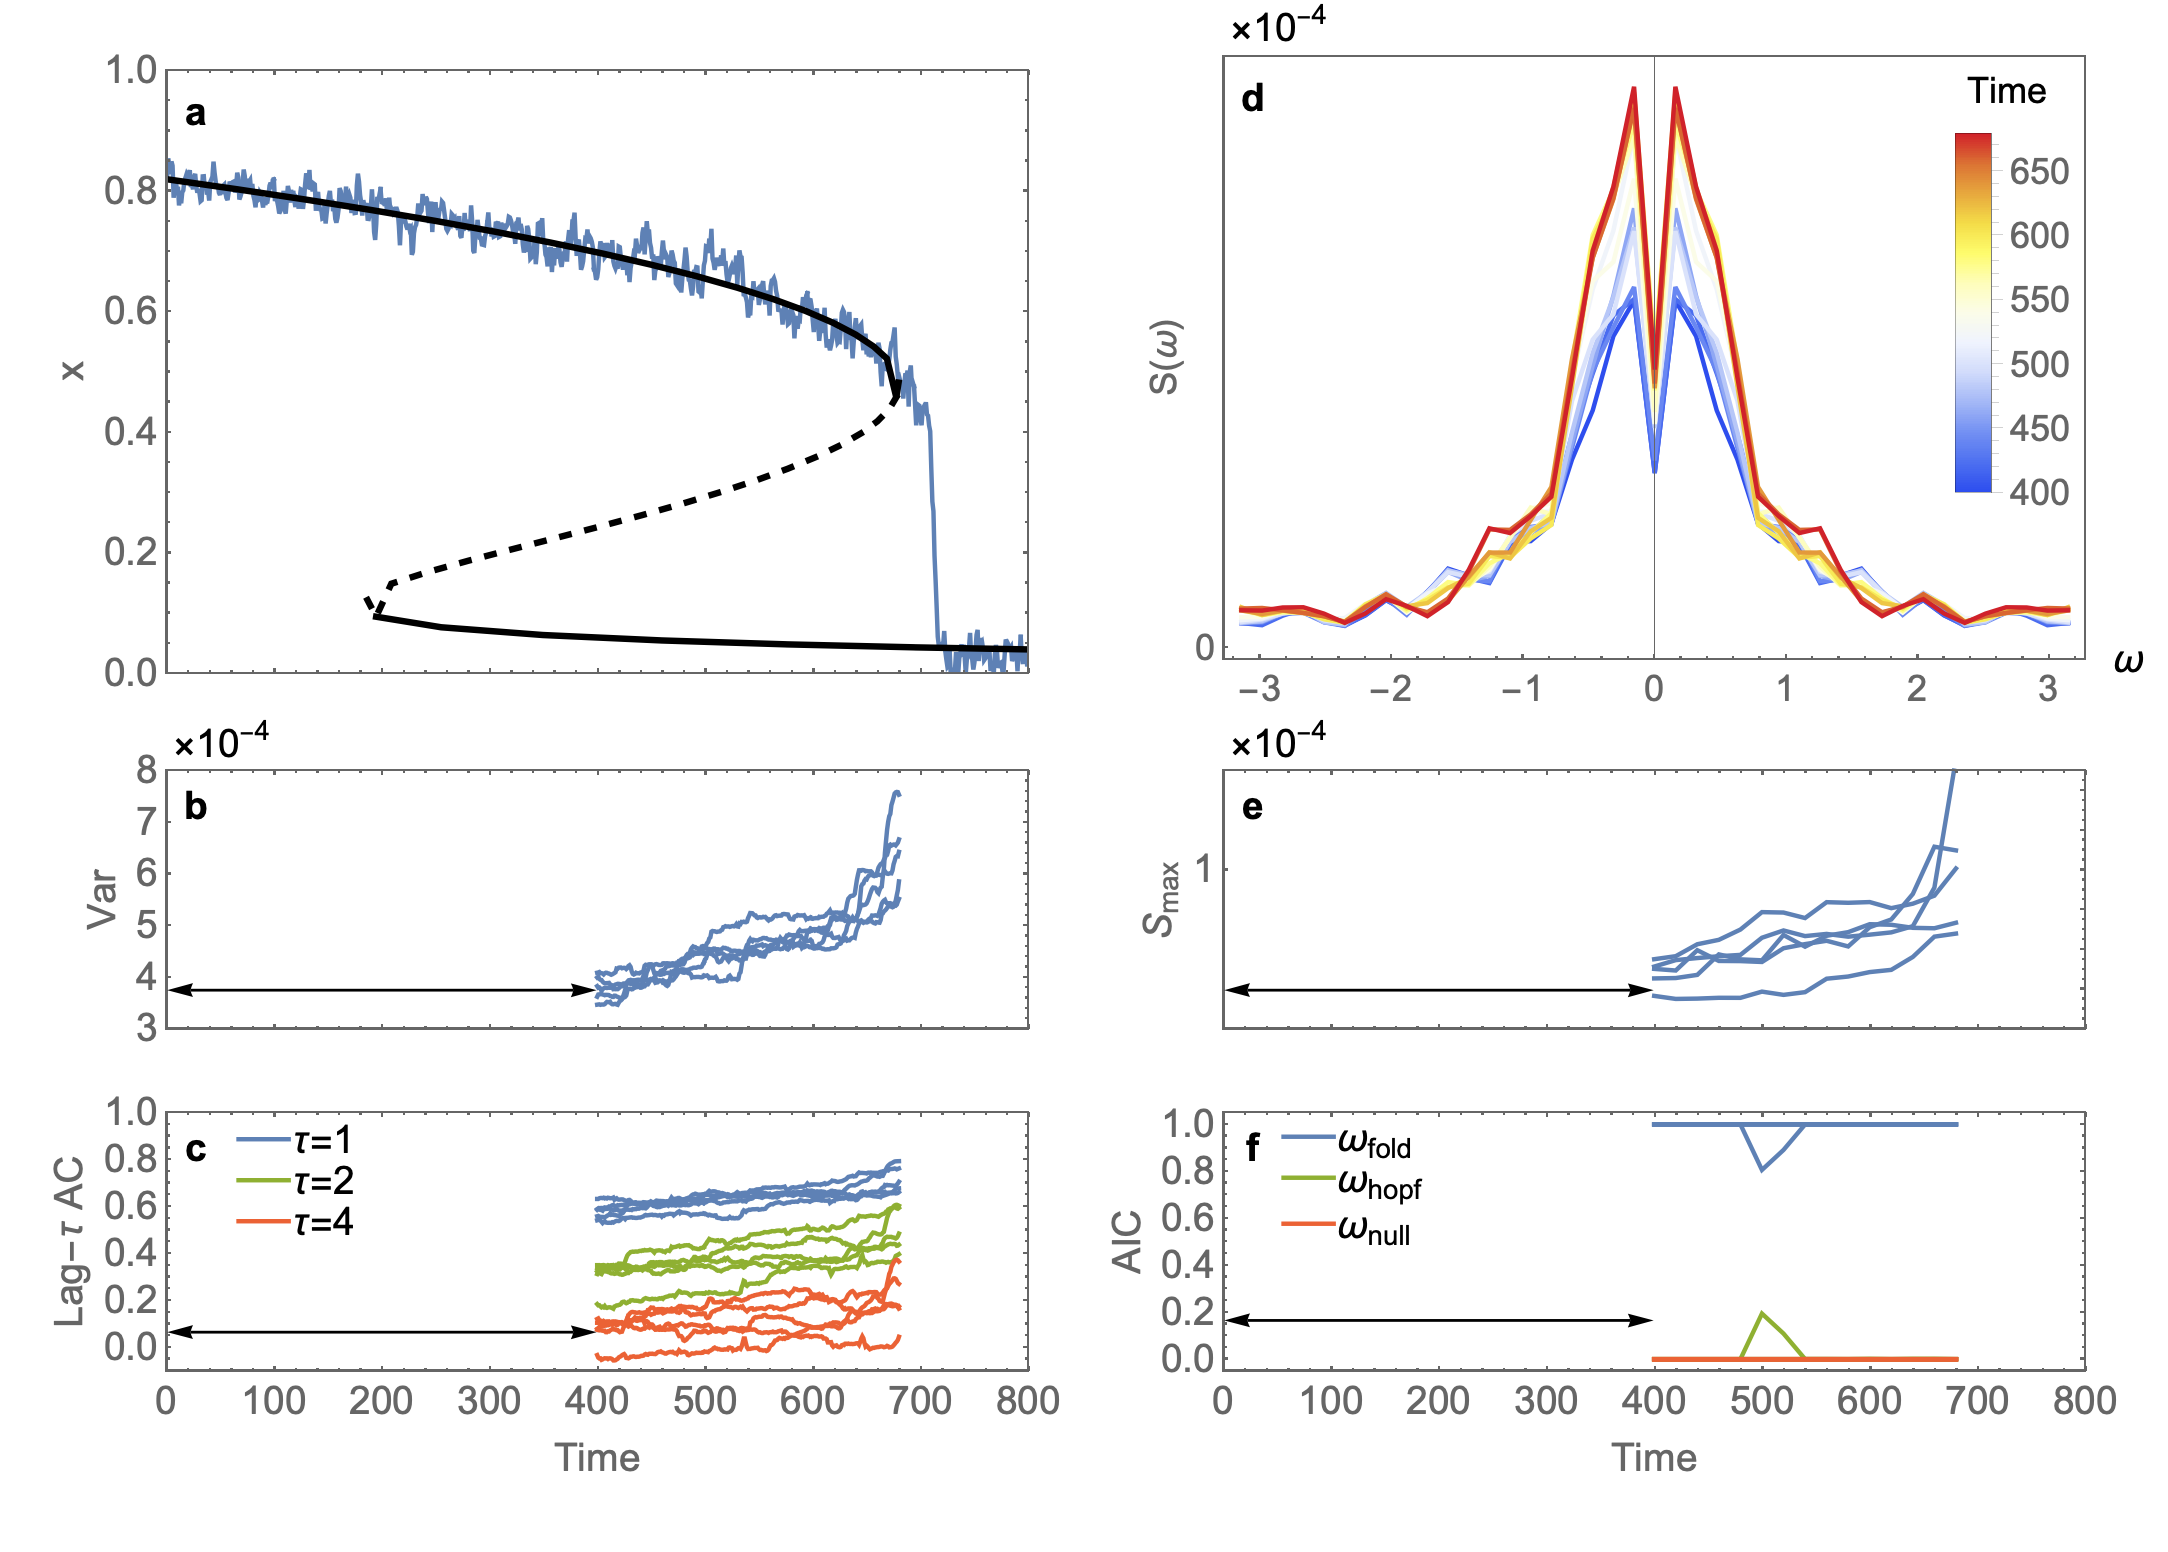 a
1.0
0.8
0.6
0.4
0.2
0.0
x
×10⁻⁴
d
Time
650
600
550
500
450
400
S(ω)
0
−3 −2 −1 0 1 2 3
ω
×10⁻⁴
b
8
7
6
5
4
3
Var
×10⁻⁴
e
1
Smax
c
τ=1
τ=2
τ=4
1.0
0.8
0.6
0.4
0.2
0.0
Lag−τ AC
0 100 200 300 400 500 600 700 800
Time
f
ωfold
ωhopf
ωnull
1.0
0.8
0.6
0.4
0.2
0.0
AIC
0 100 200 300 400 500 600 700 800
Time